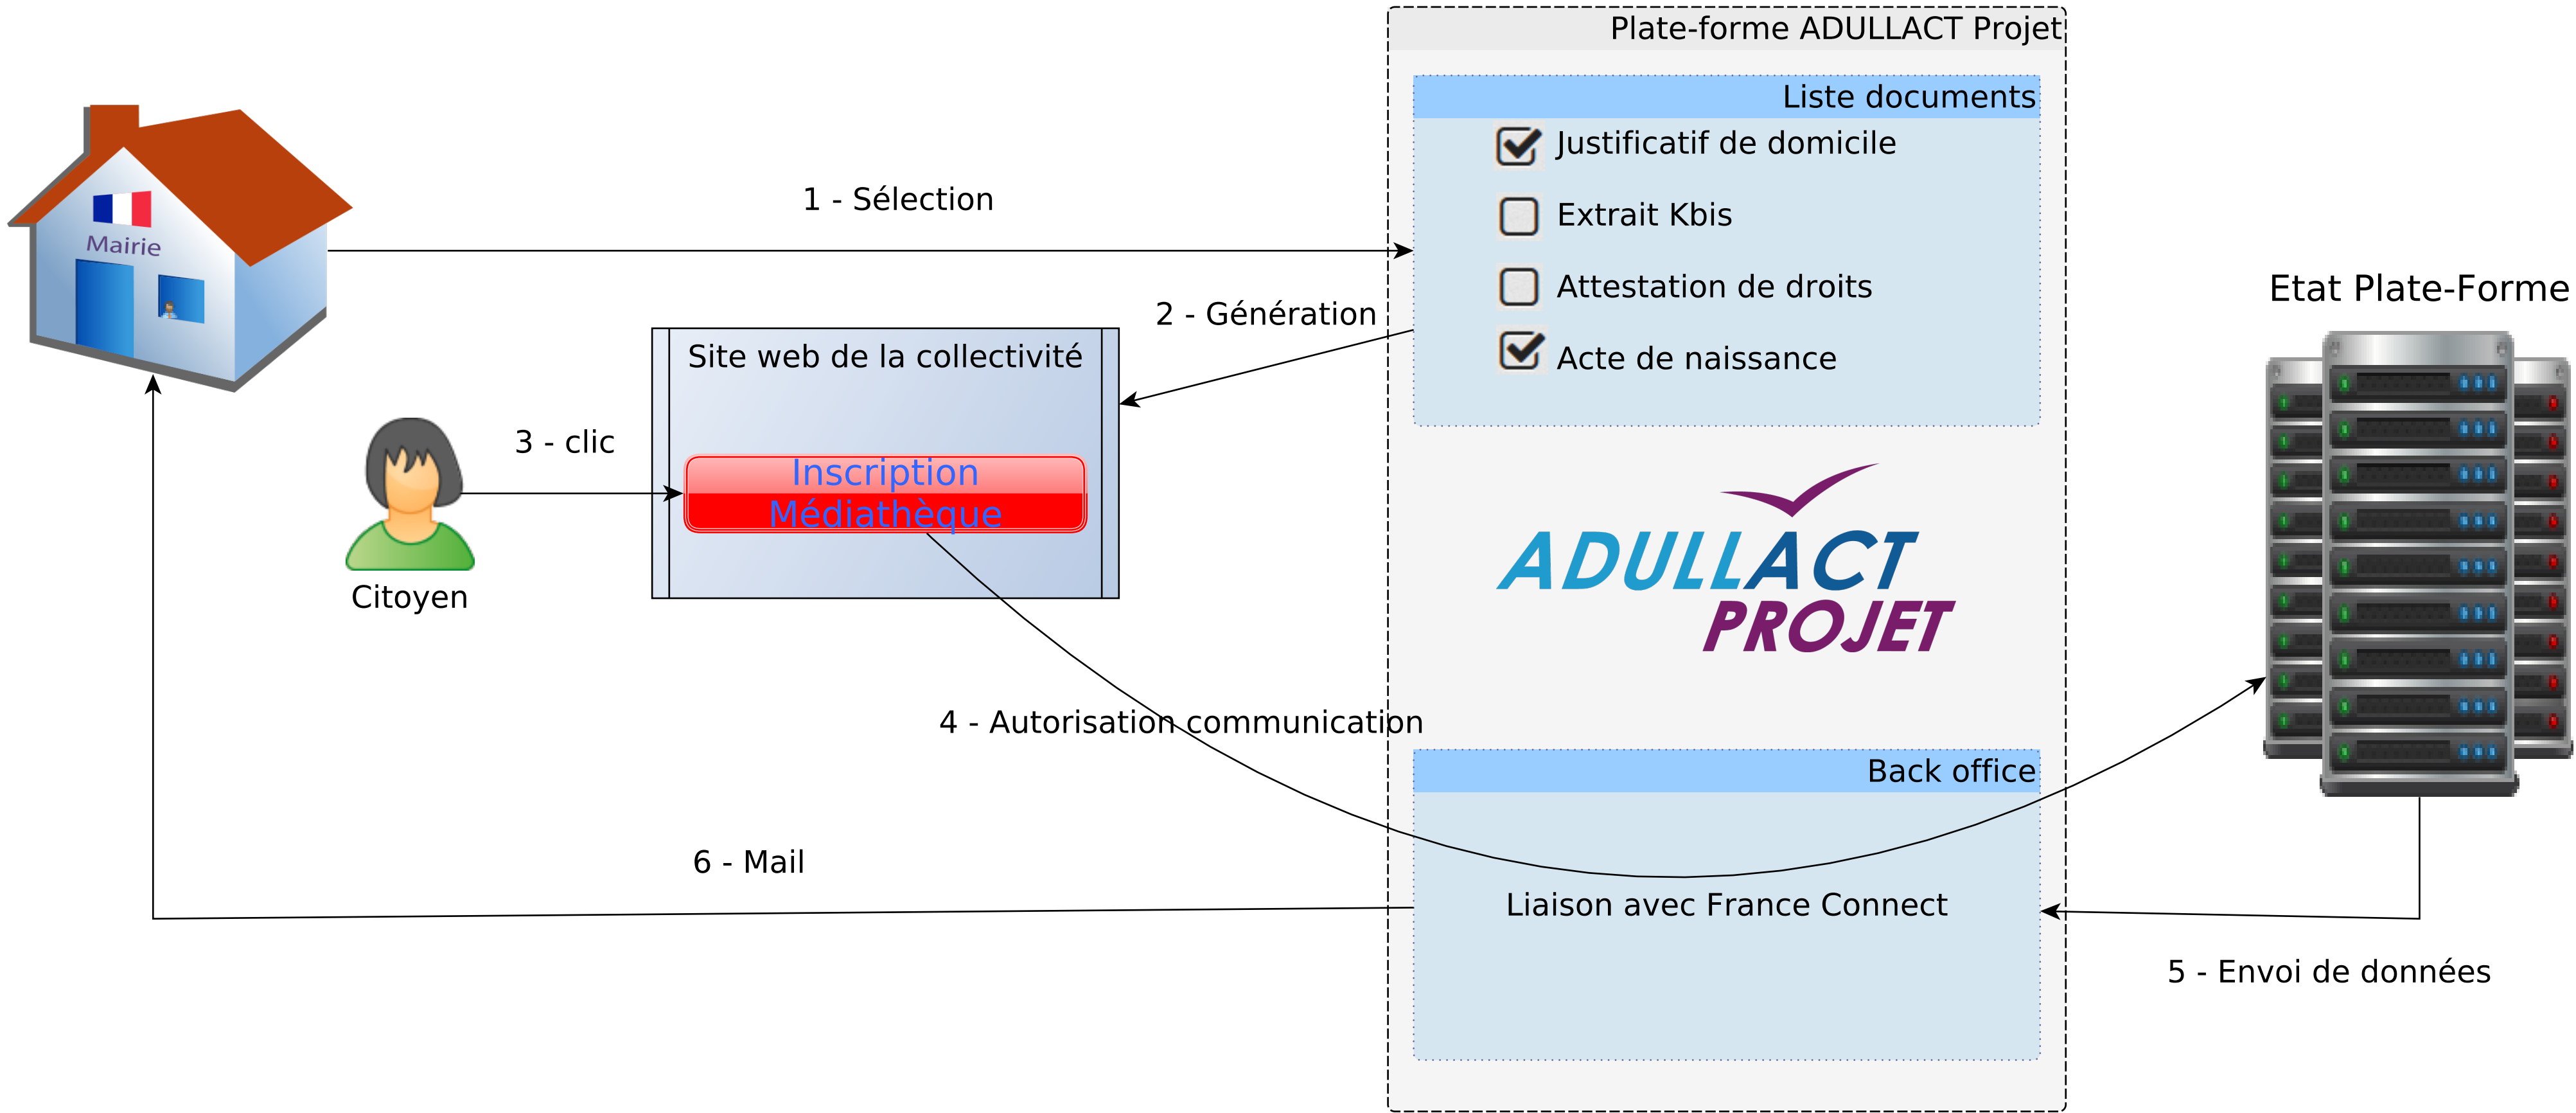 Plate-forme ADULLACT Projet
Liste documents
Justificatif de domicile
Extrait Kbis
Attestation de droits
Acte de naissance
1 - Sélection
Mairie
2 - Génération
Etat Plate-Forme
Site web de la collectivité
3 - clic
Inscription
Médiathèque
Citoyen
ADULLACT
PROJET
4 - Autorisation communication
Back office
6 - Mail
Liaison avec France Connect
5 - Envoi de données